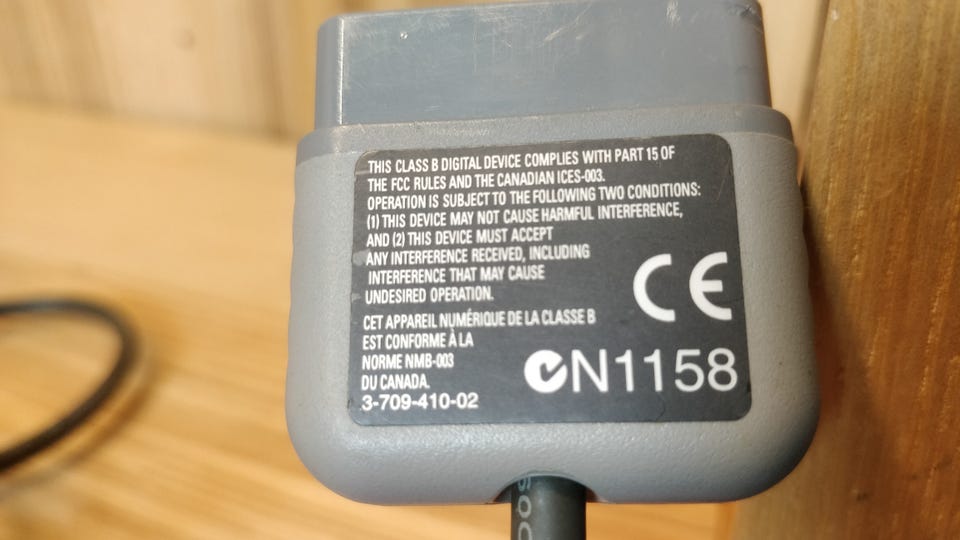 THIS CLASS B DIGITAL DEVICE COMPLIES WITH PART 15 OF
THE FCC RULES AND THE CANADIAN ICES-003.
OPERATION IS SUBJECT TO THE FOLLOWING TWO CONDITIONS:
(1) THIS DEVICE MAY NOT CAUSE HARMFUL INTERFERENCE,
AND (2) THIS DEVICE MUST ACCEPT
ANY INTERFERENCE RECEIVED, INCLUDING
INTERFERENCE THAT MAY CAUSE
UNDESIRED OPERATION.
CE
CET APPAREIL NUMÉRIQUE DE LA CLASSE B
EST CONFORME À LA
NORME NMB-003
DU CANADA.
N1158
3-709-410-02